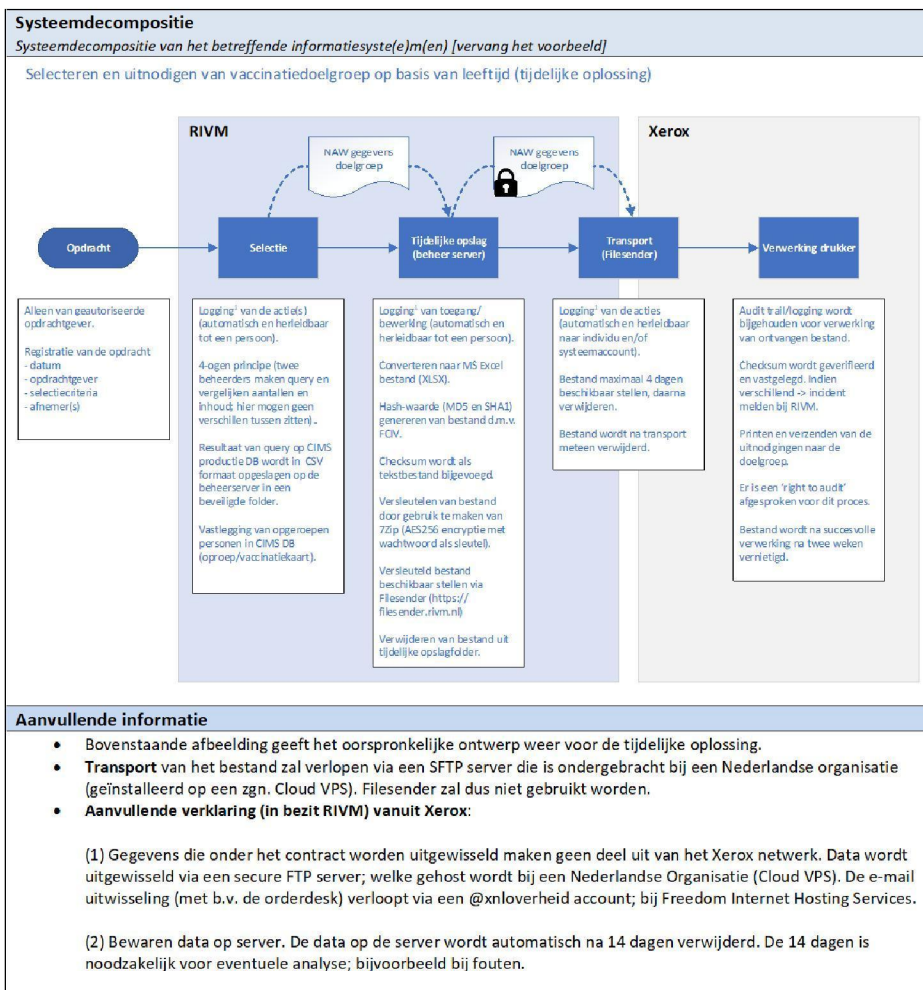 Systeemdecompositie
Systeemdecompositie van het betreffende informatiesyste(e)m(en) [vervang het voorbeeld]
Selecteren en uitnodigen van vaccinatiedoelgroep op basis van leeftijd (tijdelijke oplossing)
RIVM
Xerox
NAW gegevens
doelgroep
NAW gegevens
doelgroep
Opdracht
Selectie
Tijdelijke opslag
(beheer server)
Transport
(Filesender)
Verwerking drukker
Alleen van geautoriseerde
opdrachtgever.
Registratie van de opdracht
- datum
- opdrachtgever
- selectiecriteria
- afnemer(s)
Logging¹ van de actie(s)
(automatisch en herleidbaar
tot een persoon).
4-ogen principe (twee
beheerders maken query en
vergelijken aantallen en
inhoud; hier mogen geen
verschillen tussen zitten).
Resultaat van query op CIMS
productie DB wordt in CSV
formaat opgeslagen op de
beheerserver in een
beveiligde folder.
Vastlegging van opgeroepen
personen in CIMS DB
(oproep/vaccinatiekaart).
Logging¹ van toegang/
bewerking (automatisch en
herleidbaar tot een persoon).
Converteren naar MS Excel
bestand (XLSX).
Hash-waarde (MD5 en SHA1)
genereren van bestand d.m.v.
FCIV.
Checksum wordt als
tekstbestand bijgevoegd.
Versleutelen van bestand
door gebruik te maken van
7Zip (AES256 encryptie met
wachtwoord als sleutel).
Versleuteld bestand
beschikbaar stellen via
Filesender (https://
filesender.rivm.nl)
Verwijderen van bestand uit
tijdelijke opslagfolder.
Logging¹ van de acties
(automatisch en herleidbaar
naar individu en/of
systeemaccount).
Bestand maximaal 4 dagen
beschikbaar stellen, daarna
verwijderen.
Bestand wordt na transport
meteen verwijderd.
Audit trail/logging wordt
bijgehouden voor verwerking
van ontvangen bestand.
Checksum wordt geverifieerd
en vastgelegd. Indien
verschillend -> incident
melden bij RIVM.
Printen en verzenden van de
uitnodigingen naar de
doelgroep.
Er is een 'right to audit'
afgesproken voor dit proces.
Bestand wordt na succesvolle
verwerking na twee weken
vernietigd.
Aanvullende informatie
• Bovenstaande afbeelding geeft het oorspronkelijke ontwerp weer voor de tijdelijke oplossing.
• Transport van het bestand zal verlopen via een SFTP server die is ondergebracht bij een Nederlandse organisatie
(geïnstalleerd op een zgn. Cloud VPS). Filesender zal dus niet gebruikt worden.
• Aanvullende verklaring (in bezit RIVM) vanuit Xerox:
(1) Gegevens die onder het contract worden uitgewisseld maken geen deel uit van het Xerox netwerk. Data wordt
uitgewisseld via een secure FTP server; welke gehost wordt bij een Nederlandse Organisatie (Cloud VPS). De e-mail
uitwisseling (met b.v. de orderdesk) verloopt via een @xnloverheid account; bij Freedom Internet Hosting Services.
(2) Bewaren data op server. De data op de server wordt automatisch na 14 dagen verwijderd. De 14 dagen is
noodzakelijk voor eventuele analyse; bijvoorbeeld bij fouten.